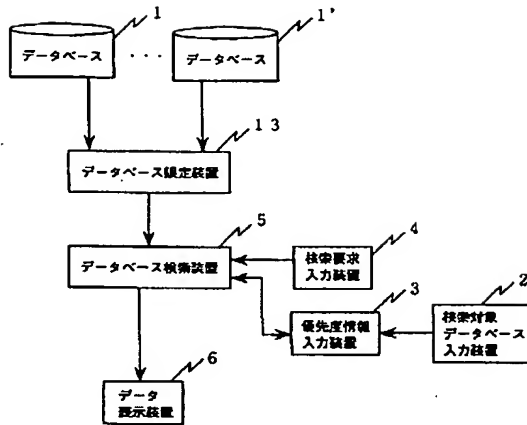 1
1'
データベース
・・・
データベース
13
データベース限定装置
5
データベース検索装置
4
検索要求
入力装置
3
優先度情報
入力装置
2
検索対象
データベース
入力装置
6
データ
表示装置